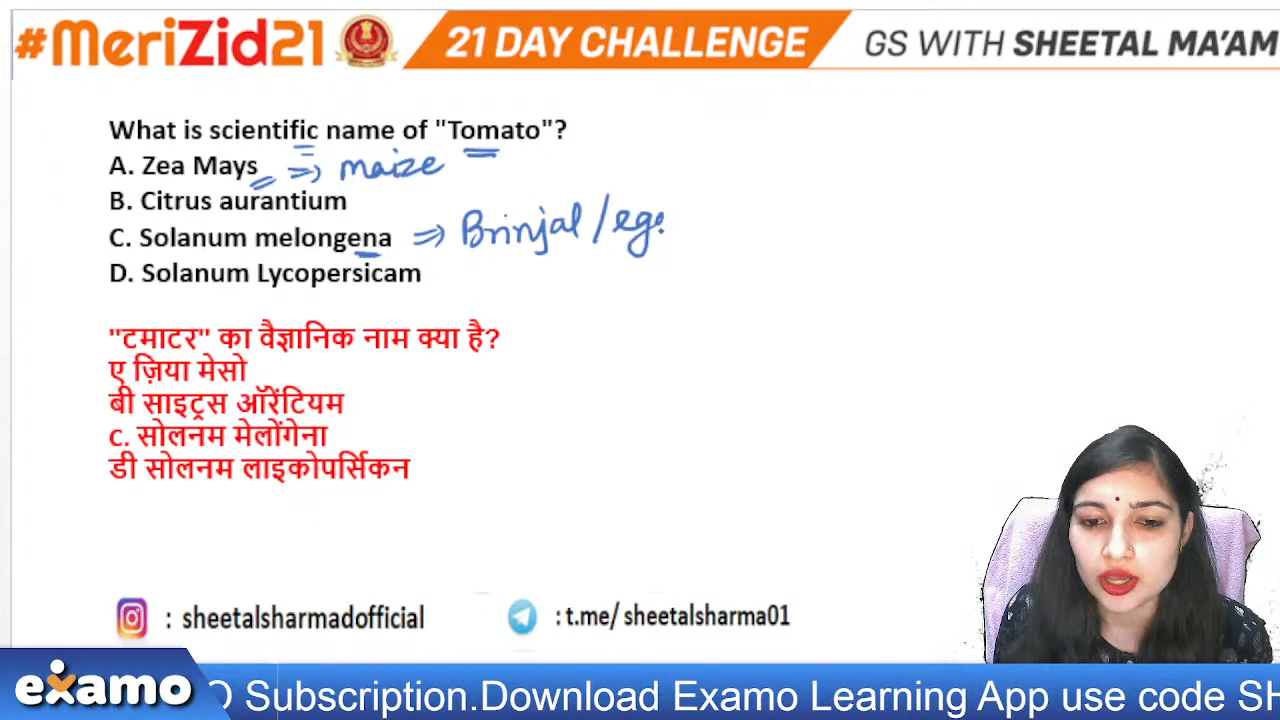 #MeriZid21 21 DAY CHALLENGE GS WITH SHEETAL MA'AM
What is scientific name of "Tomato"?
A. Zea Mays => maize
B. Citrus aurantium
C. Solanum melongena => Brinjal / eg
D. Solanum Lycopersicam
"टमाटर" का वैज्ञानिक नाम क्या है?
ए ज़िया मेसो
बी साइट्रस ऑरेंटियम
C. सोलनम मेलोंगेना
डी सोलनम लाइकोपर्सिकन
: sheetalsharmadofficial : t.me/ sheetalsharma01
examo Subscription.Download Examo Learning App use code SH